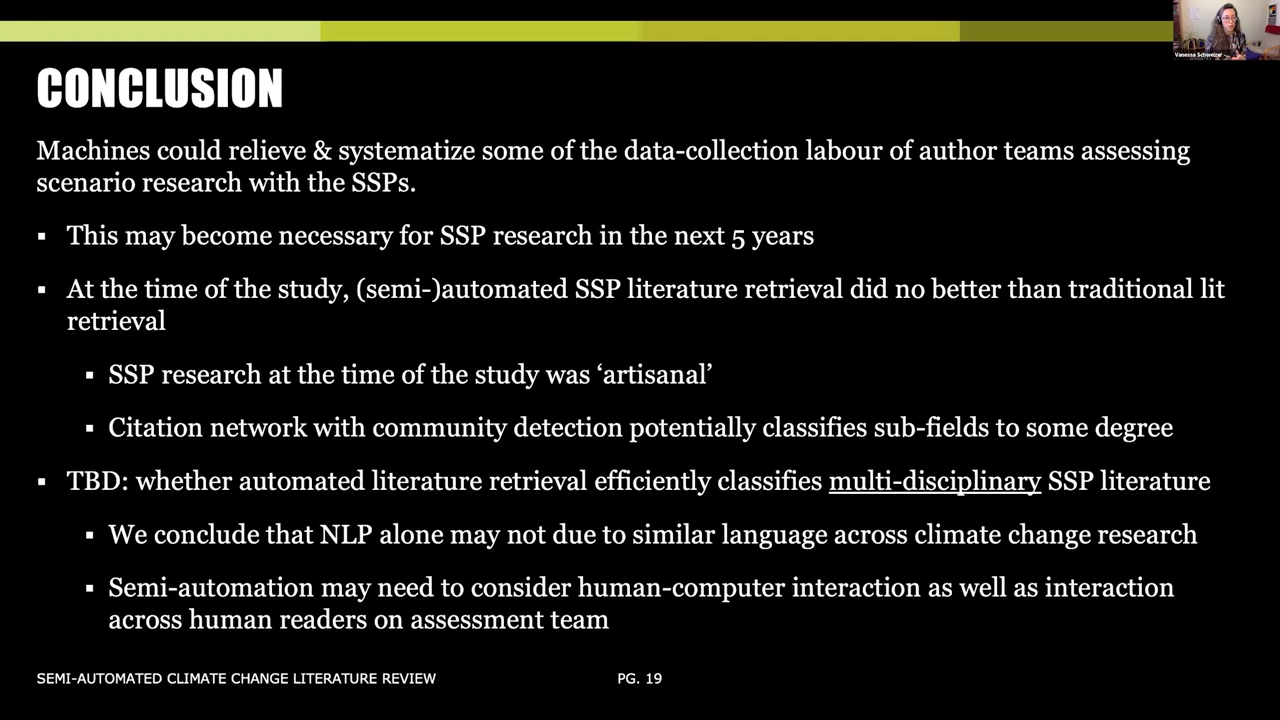 CONCLUSION
Machines could relieve & systematize some of the data-collection labour of author teams assessing
scenario research with the SSPs.
▪ This may become necessary for SSP research in the next 5 years
▪ At the time of the study, (semi-)automated SSP literature retrieval did no better than traditional lit
retrieval
▪ SSP research at the time of the study was ‘artisanal’
▪ Citation network with community detection potentially classifies sub-fields to some degree
▪ TBD: whether automated literature retrieval efficiently classifies multi-disciplinary SSP literature
▪ We conclude that NLP alone may not due to similar language across climate change research
▪ Semi-automation may need to consider human-computer interaction as well as interaction
across human readers on assessment team
SEMI-AUTOMATED CLIMATE CHANGE LITERATURE REVIEW PG. 19
Vanessa Schweizer